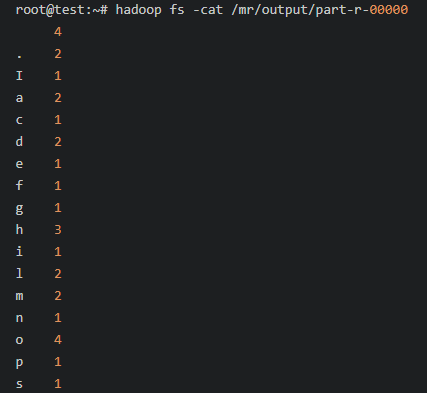 root@test:~# hadoop fs -cat /mr/output/part-r-00000
4
. 2
I 1
a 2
c 1
d 2
e 1
f 1
g 1
h 3
i 1
l 2
m 2
n 1
o 4
p 1
s 1